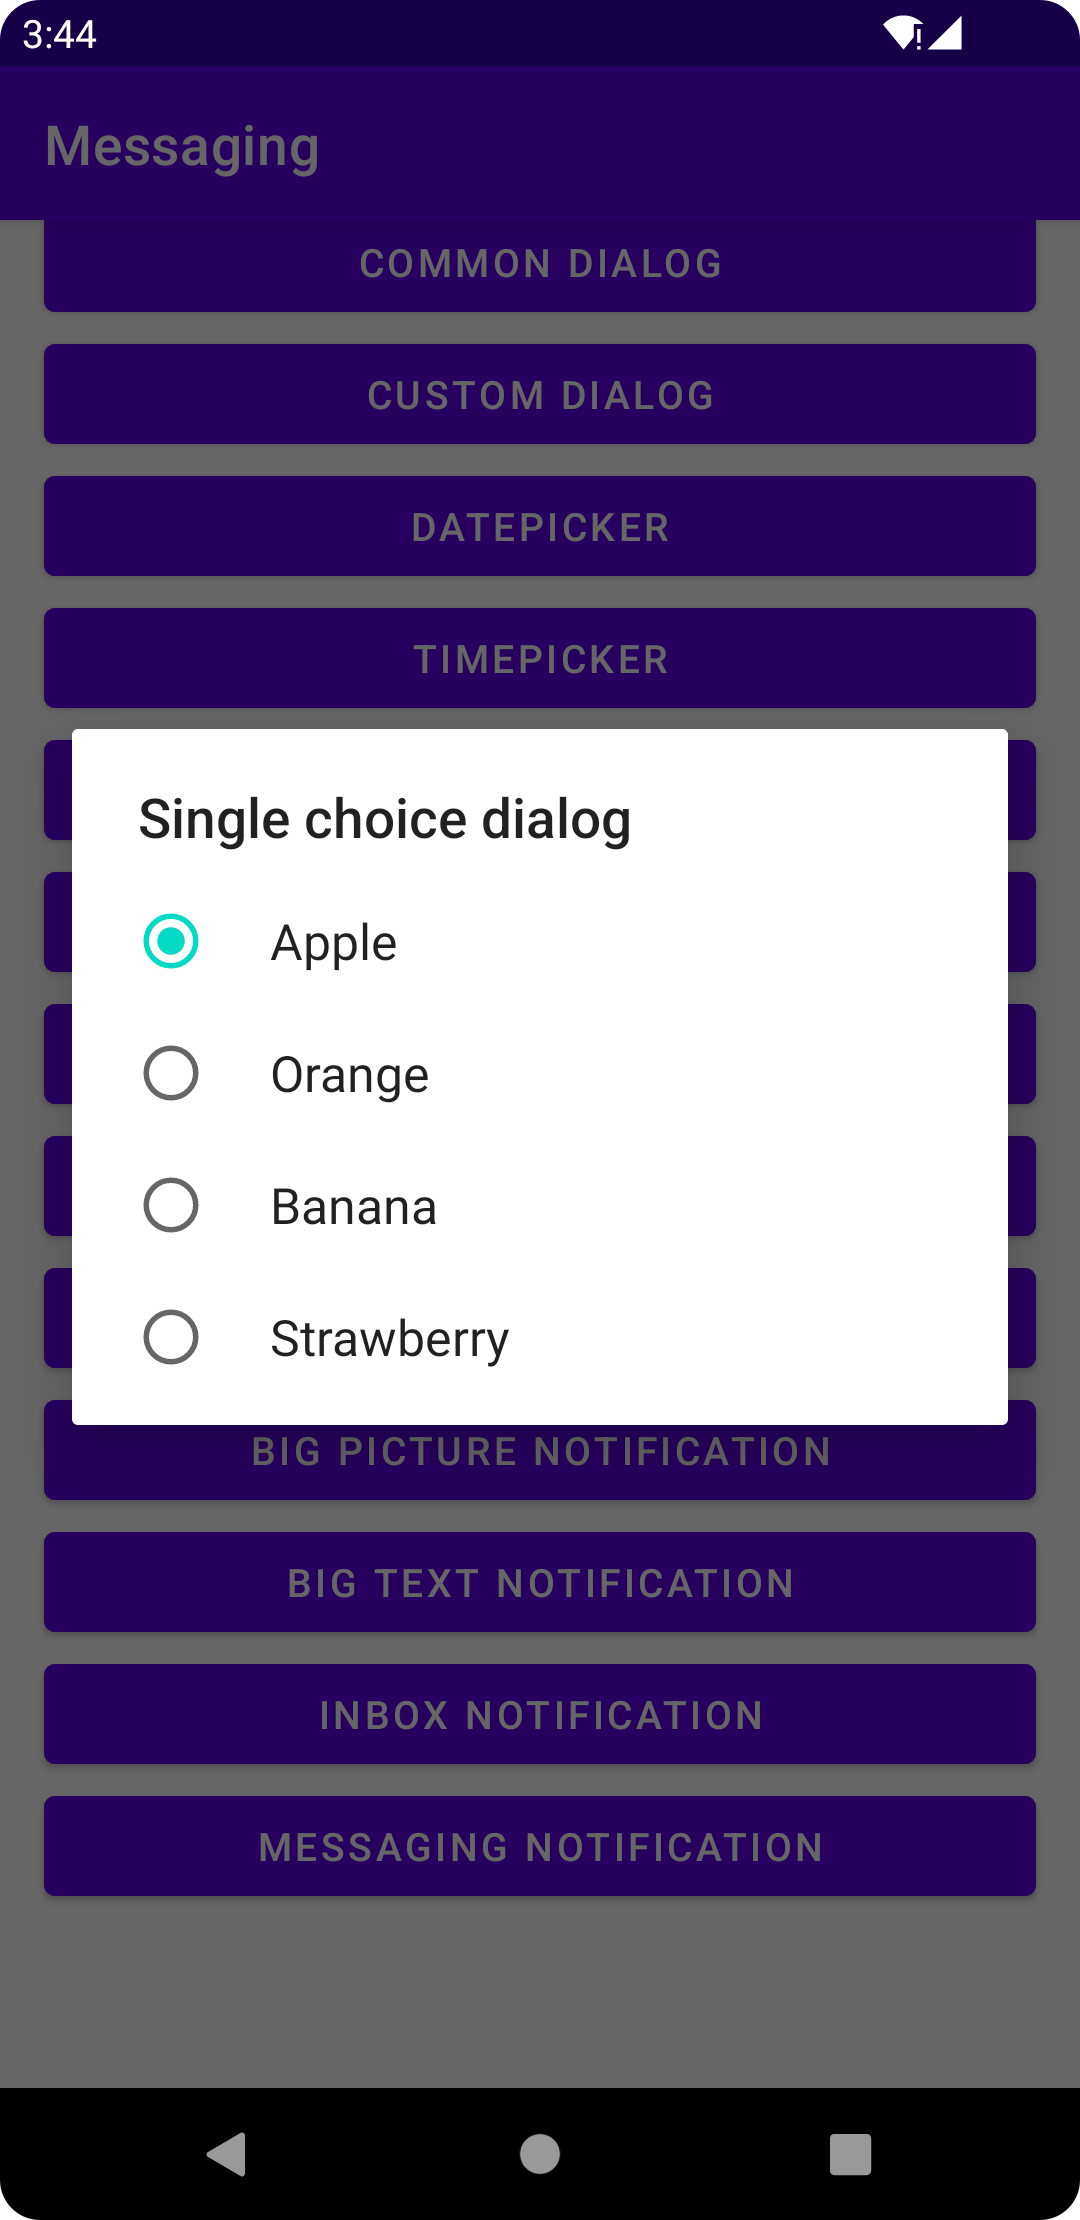 3:44
Messaging
COMMON DIALOG
CUSTOM DIALOG
DATEPICKER
TIMEPICKER
Single choice dialog
Apple
Orange
Banana
Strawberry
BIG PICTURE NOTIFICATION
BIG TEXT NOTIFICATION
INBOX NOTIFICATION
MESSAGING NOTIFICATION